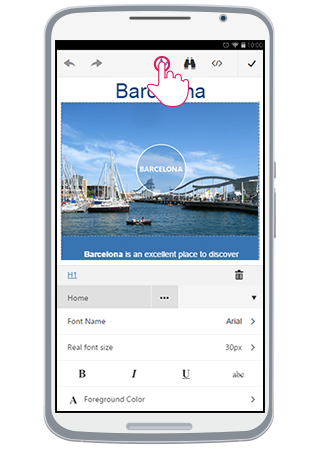 10:00
</>
Barcelona
BARCELONA
Barcelona is an excellent place to discover
H1
Home ••• ▼
Font Name Arial >
Real font size 30px >
B I U abc
A Foreground Color >